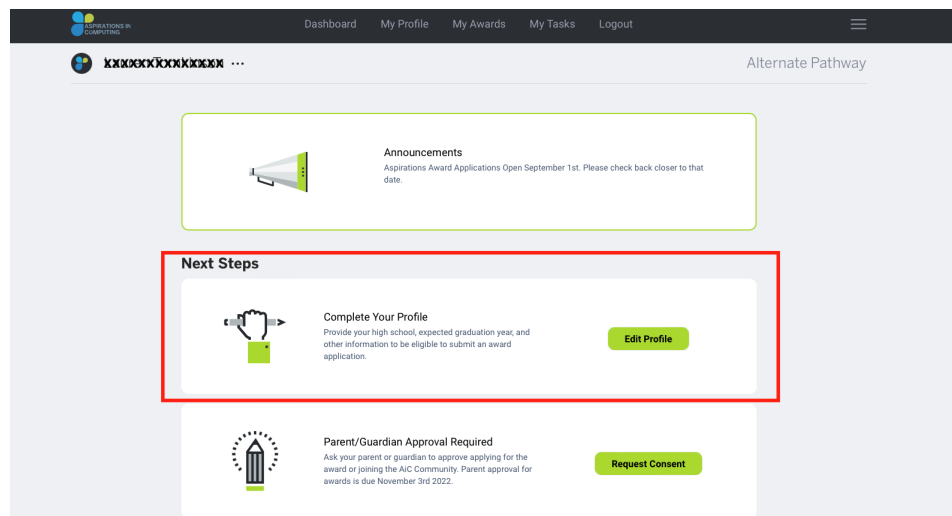 ASPIRATIONS IN
COMPUTING
Dashboard My Profile My Awards My Tasks Logout
Alternate Pathway
Announcements
Aspirations Award Applications Open September 1st. Please check back closer to that
date.
Next Steps
Complete Your Profile
Provide your high school, expected graduation year, and
other information to be eligible to submit an award
application.
Edit Profile
Parent/Guardian Approval Required
Ask your parent or guardian to approve applying for the
award or joining the AiC Community. Parent approval for
awards is due November 3rd 2022.
Request Consent